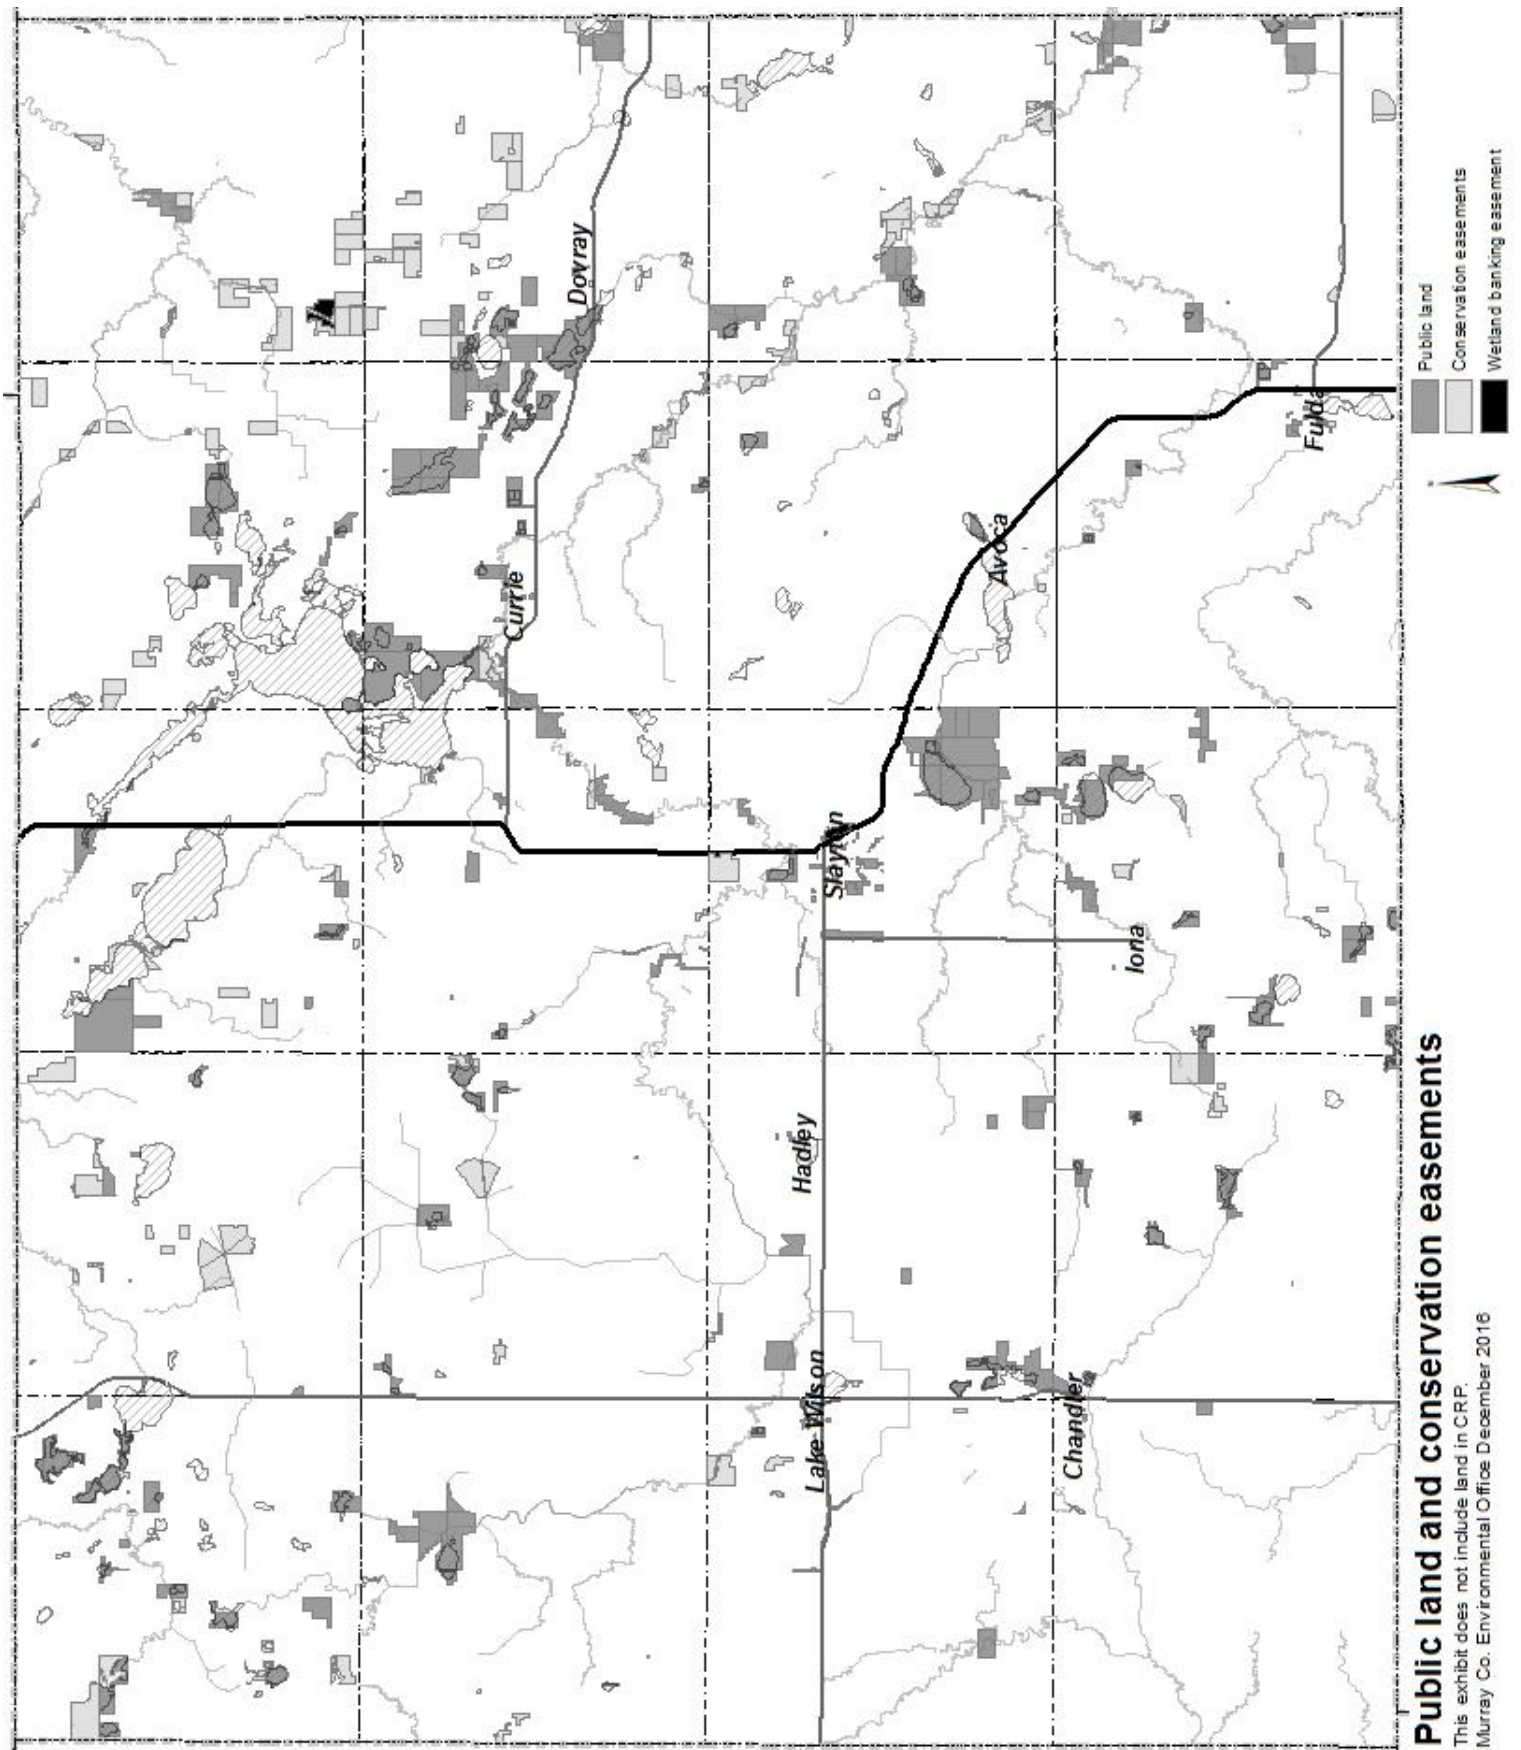 Dovray
Currie
Avoca
Fulda
Slayton
Iona
Hadley
Lake Wilson
Chandler
Public land
Conservation easements
Wetland banking easement
Public land and conservation easements
This exhibit does not include land in CRP.
Murray Co. Environmental Office December 2016